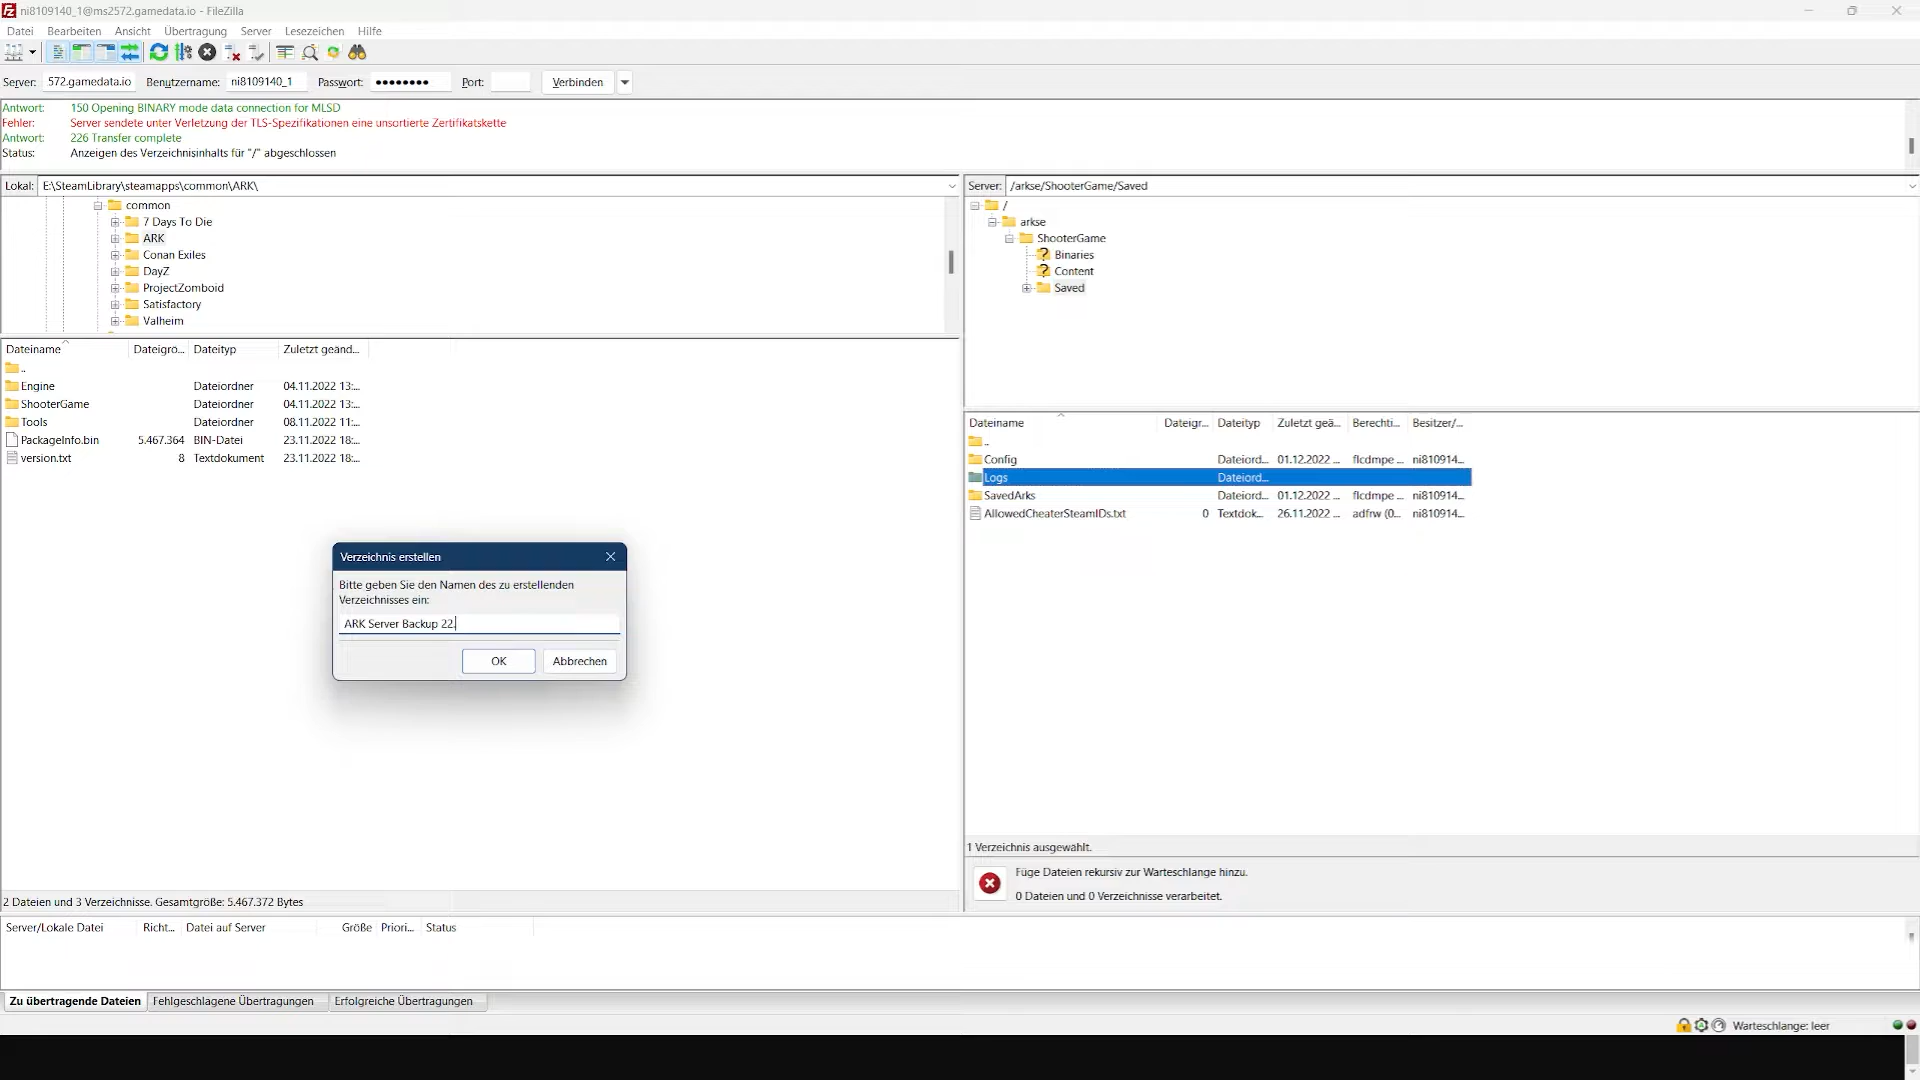 ni8109140_1@ms2572.gamedata.io - FileZilla
Datei Bearbeiten Ansicht Übertragung Server Lesezeichen Hilfe
Server: 572.gamedata.io Benutzername: ni8109140_1 Passwort: ●●●●●●●● Port: Verbinden
Antwort: 150 Opening BINARY mode data connection for MLSD
Fehler: Server sendete unter Verletzung der TLS-Spezifikationen eine unsortierte Zertifikatskette
Antwort: 226 Transfer complete
Status: Anzeigen des Verzeichnisinhalts für "/" abgeschlossen
Lokal: E:\SteamLibrary\steamapps\common\ARK\
common
7 Days To Die
ARK
Conan Exiles
DayZ
ProjectZomboid
Satisfactory
Valheim
Dateiname Dateigrö... Dateityp Zuletzt geänd...
..
Engine Dateiordner 04.11.2022 13:...
ShooterGame Dateiordner 04.11.2022 13:...
Tools Dateiordner 08.11.2022 11:...
PackageInfo.bin 5.467.364 BIN-Datei 23.11.2022 18:...
version.txt 8 Textdokument 23.11.2022 18:...
Verzeichnis erstellen
Bitte geben Sie den Namen des zu erstellenden
Verzeichnisses ein:
ARK Server Backup 22.
OK Abbrechen
2 Dateien und 3 Verzeichnisse. Gesamtgröße: 5.467.372 Bytes
Server: /arkse/ShooterGame/Saved
/
arkse
ShooterGame
Binaries
Content
Saved
Dateiname Dateigr... Dateityp Zuletzt geä... Berechti... Besitzer/...
..
Config Dateiord... 01.12.2022 ... flcdmpe ... ni810914...
Logs Dateiord...
SavedArks Dateiord... 01.12.2022 ... flcdmpe ... ni810914...
AllowedCheaterSteamIDs.txt 0 Textdok... 26.11.2022 ... adfrw (0... ni810914...
1 Verzeichnis ausgewählt.
Füge Dateien rekursiv zur Warteschlange hinzu.
0 Dateien und 0 Verzeichnisse verarbeitet.
Server/Lokale Datei Richt... Datei auf Server Größe Priori... Status
Zu übertragende Dateien Fehlgeschlagene Übertragungen Erfolgreiche Übertragungen
Warteschlange: leer